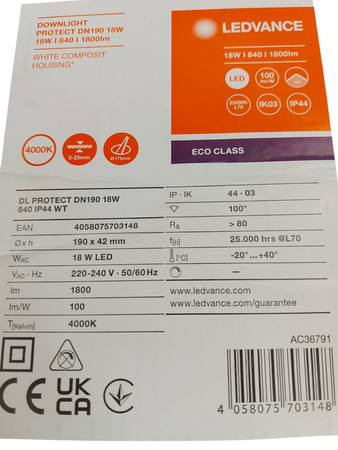 DOWNLIGHT
PROTECT DN190 18W
18W I 840 I 1800lm
WHITE COMPOSIT
HOUSING*
4000K
3-25mm
Ø 175mm
LEDVANCE
18W I 840 I 1800lm
LED
100
lm/W
25000h
L70
IK03
IP44
ECO CLASS
DL PROTECT DN190 18W
840 IP44 WT
EAN 4058075703148
Ø x h 190 x 42 mm
WAC 18 W LED
VAC · Hz 220-240 V · 50/60Hz
lm 1800
lm/W 100
T[Kelvin] 4000K
IP · IK 44 · 03
100°
Ra > 80
t[h] 25.000 hrs @L70
[°C] -20° ...+40°
—
www.ledvance.com
www.ledvance.com/guarantee
CE UK
CA
AC36791
4 058075 703148